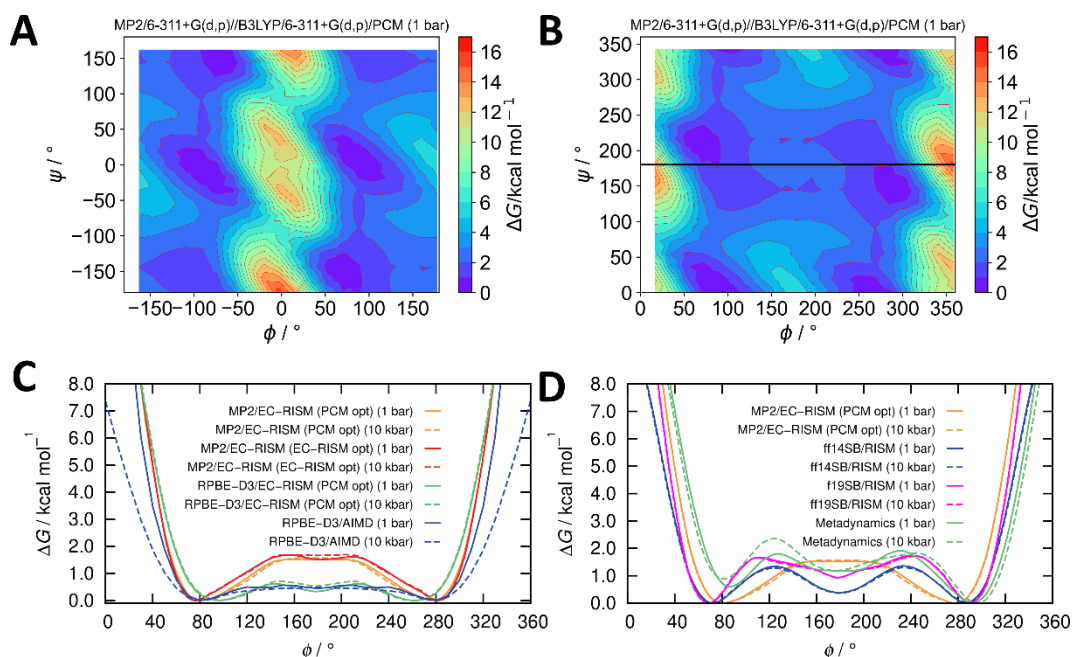 A
MP2/6-311+G(d,p)//B3LYP/6-311+G(d,p)/PCM (1 bar)
150
100
50
0
−50
−100
−150
ψ / °
−150 −100 −50 0 50 100 150
ϕ / °
16
14
12
10
8
6
4
2
0
ΔG/kcal mol−1
B
MP2/6-311+G(d,p)//B3LYP/6-311+G(d,p)/PCM (1 bar)
350
300
250
200
150
100
50
0
ψ / °
0 50 100 150 200 250 300 350
ϕ / °
16
14
12
10
8
6
4
2
0
ΔG/kcal mol−1
C
8.0
7.0
6.0
5.0
4.0
3.0
2.0
1.0
0.0
ΔG / kcal mol−1
MP2/EC−RISM (PCM opt) (1 bar)
MP2/EC−RISM (PCM opt) (10 kbar)
MP2/EC−RISM (EC−RISM opt) (1 bar)
MP2/EC−RISM (EC−RISM opt) (10 kbar)
RPBE−D3/EC−RISM (PCM opt) (1 bar)
RPBE−D3/EC−RISM (PCM opt) (10 kbar)
RPBE−D3/AIMD (1 bar)
RPBE−D3/AIMD (10 kbar)
0 40 80 120 160 200 240 280 320 360
ϕ / °
D
8.0
7.0
6.0
5.0
4.0
3.0
2.0
1.0
0.0
ΔG / kcal mol−1
MP2/EC−RISM (PCM opt) (1 bar)
MP2/EC−RISM (PCM opt) (10 kbar)
ff14SB/RISM (1 bar)
ff14SB/RISM (10 kbar)
f19SB/RISM (1 bar)
ff19SB/RISM (10 kbar)
Metadynamics (1 bar)
Metadynamics (10 kbar)
0 40 80 120 160 200 240 280 320 360
ϕ / °